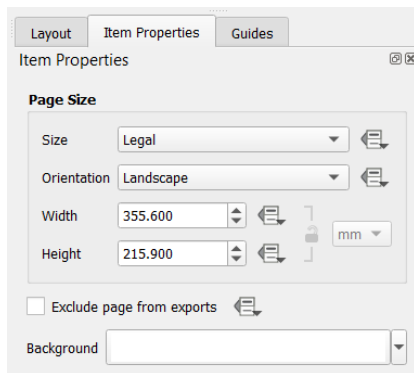 Layout Item Properties Guides
Item Properties
Page Size
Size Legal
Orientation Landscape
Width 355.600
Height 215.900
mm
Exclude page from exports
Background